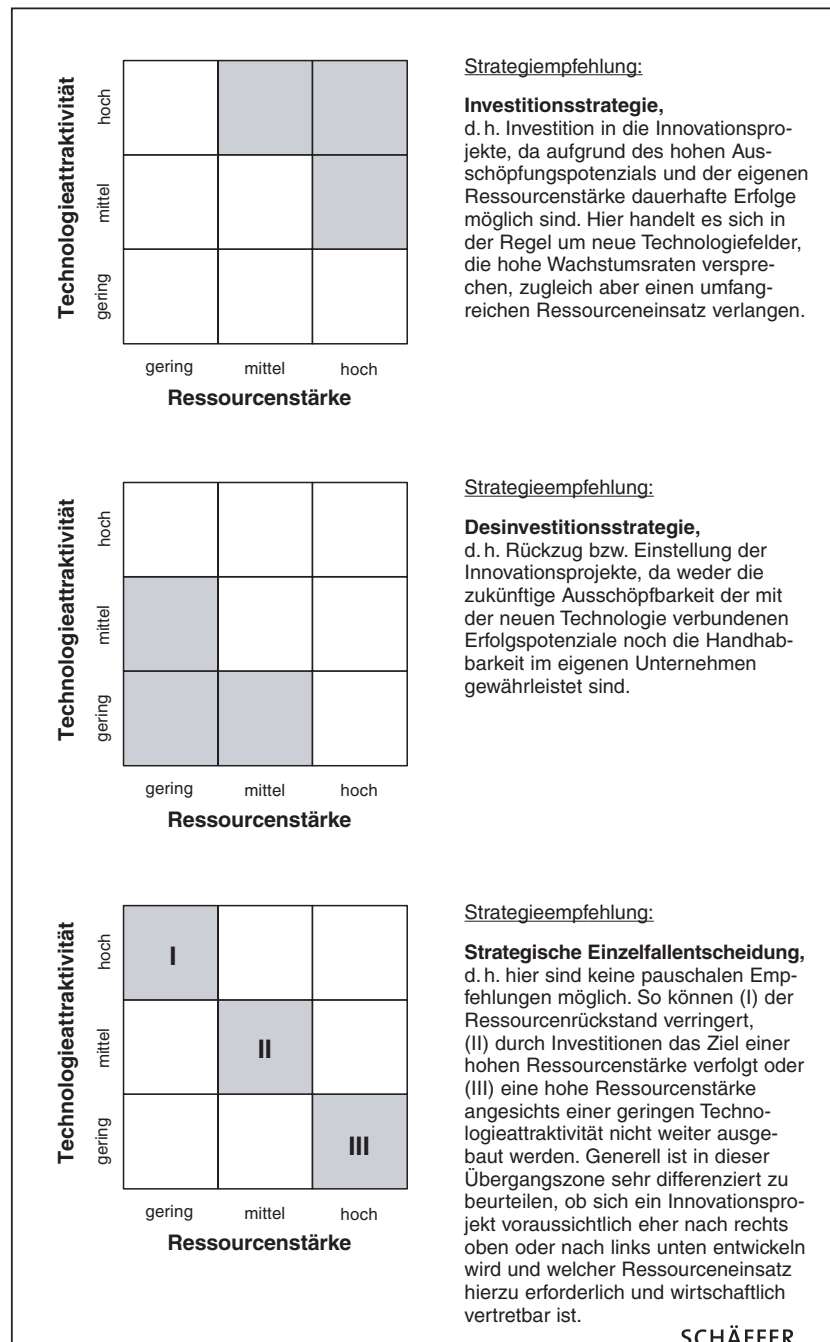 Technologieattraktivität
hoch
mittel
gering
gering mittel hoch
Ressourcenstärke
Strategiempfehlung:
Investitionsstrategie,
d. h. Investition in die Innovationspro-
jekte, da aufgrund des hohen Aus-
schöpfungspotenzials und der eigenen
Ressourcenstärke dauerhafte Erfolge
möglich sind. Hier handelt es sich in
der Regel um neue Technologiefelder,
die hohe Wachstumsraten verspre-
chen, zugleich aber einen umfang-
reichen Ressourceneinsatz verlangen.
Technologieattraktivität
hoch
mittel
gering
gering mittel hoch
Ressourcenstärke
Strategieempfehlung:
Desinvestitionsstrategie,
d. h. Rückzug bzw. Einstellung der
Innovationsprojekte, da weder die
zukünftige Ausschöpfbarkeit der mit
der neuen Technologie verbundenen
Erfolgspotenziale noch die Handhab-
barkeit im eigenen Unternehmen
gewährleistet sind.
Technologieattraktivität
hoch
mittel
gering
I
II
III
gering mittel hoch
Ressourcenstärke
Strategieempfehlung:
Strategische Einzelfallentscheidung,
d. h. hier sind keine pauschalen Emp-
fehlungen möglich. So können (I) der
Ressourcenrückstand verringert,
(II) durch Investitionen das Ziel einer
hohen Ressourcenstärke verfolgt oder
(III) eine hohe Ressourcenstärke
angesichts einer geringen Techno-
logieattraktivität nicht weiter ausge-
baut werden. Generell ist in dieser
Übergangszone sehr differenziert zu
beurteilen, ob sich ein Innovationspro-
jekt voraussichtlich eher nach rechts
oben oder nach links unten entwickeln
wird und welcher Ressourceneinsatz
hierzu erforderlich und wirtschaftlich
vertretbar ist.
SCHÄFFER